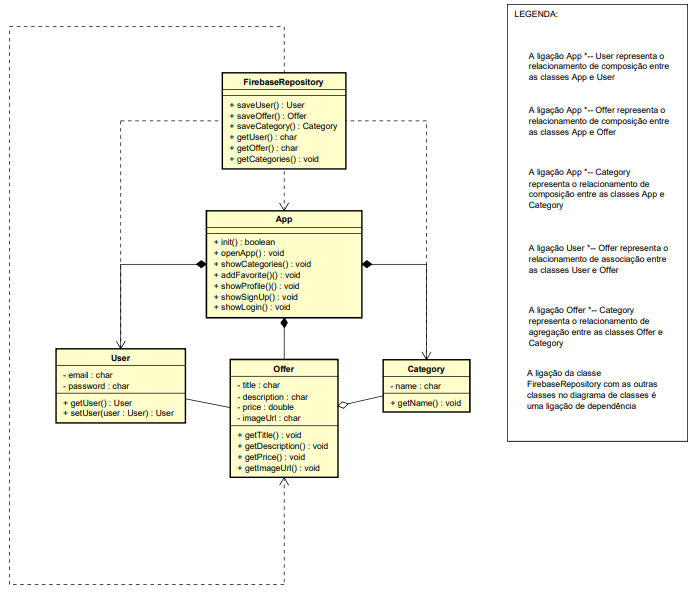 FirebaseRepository
+ saveUser() : User
+ saveOffer() : Offer
+ saveCategory() : Category
+ getUser() : char
+ getOffer() : char
+ getCategories() : void
App
+ init() : boolean
+ openApp() : void
+ showCategories() : void
+ addFavorite()() : void
+ showProfile()() : void
+ showSignUp() : void
+ showLogin() : void
User
- email : char
- password : char
+ getUser() : User
+ setUser(user : User) : User
Offer
- title : char
- description : char
- price : double
- imageUrl : char
+ getTitle() : void
+ getDescription() : void
+ getPrice() : void
+ getImageUrl() : void
Category
- name : char
+ getName() : void
LEGENDA:
A ligação App *-- User representa o
relacionamento de composição entre
as classes App e User
A ligação App *-- Offer representa o
relacionamento de composição entre
as classes App e Offer
A ligação App *-- Category
representa o relacionamento de
composição entre as classes App e
Category
A ligação User *-- Offer representa o
relacionamento de associação entre
as classes User e Offer
A ligação Offer *-- Category
representa o relacionamento de
agregação entre as classes Offer e
Category
A ligação da classe
FirebaseRepository com as outras
classes no diagrama de classes é
uma ligação de dependência